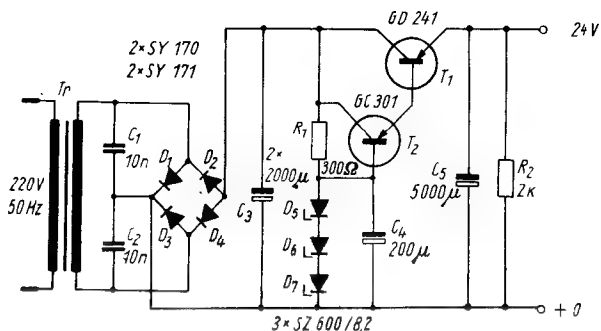 GD 241
24V
2× SY 170
2× SY 171
T1
GC 301
Tr
C1
10n
D1
D2
R1
T2
2×
2000µ
300Ω
C5
5000µ
R2
2k
220V
50Hz
C3
D5
C4
200µ
C2
10n
D3
D4
D6
D7
+ 0
3× SZ 600/8.2